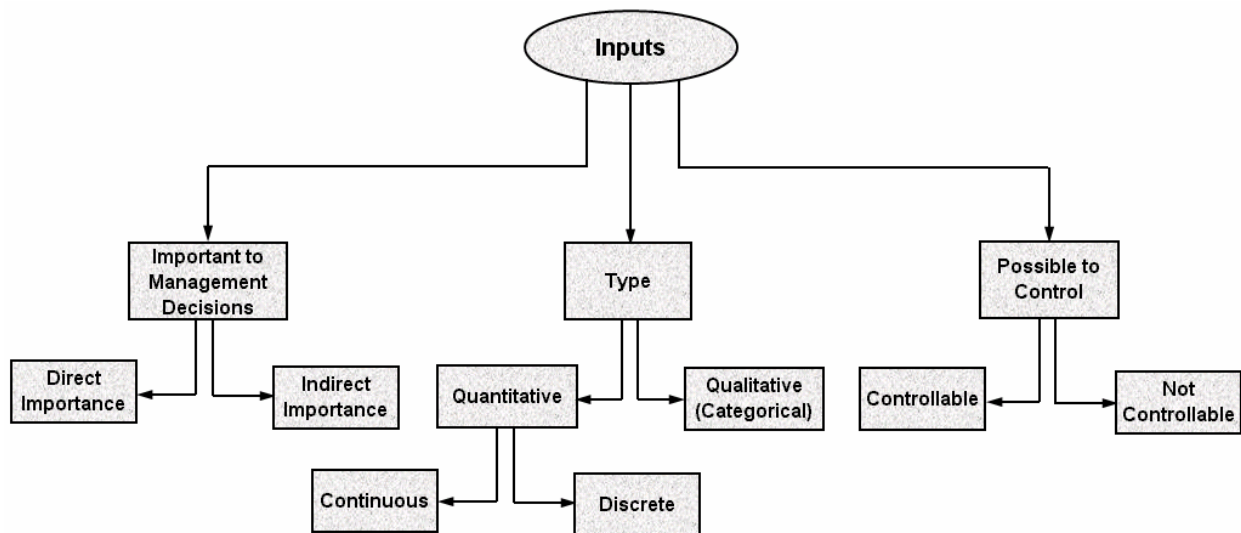 Inputs
Important to
Management
Decisions
Type
Possible to
Control
Direct
Importance
Indirect
Importance
Quantitative
Qualitative
(Categorical)
Controllable
Not
Controllable
Continuous
Discrete